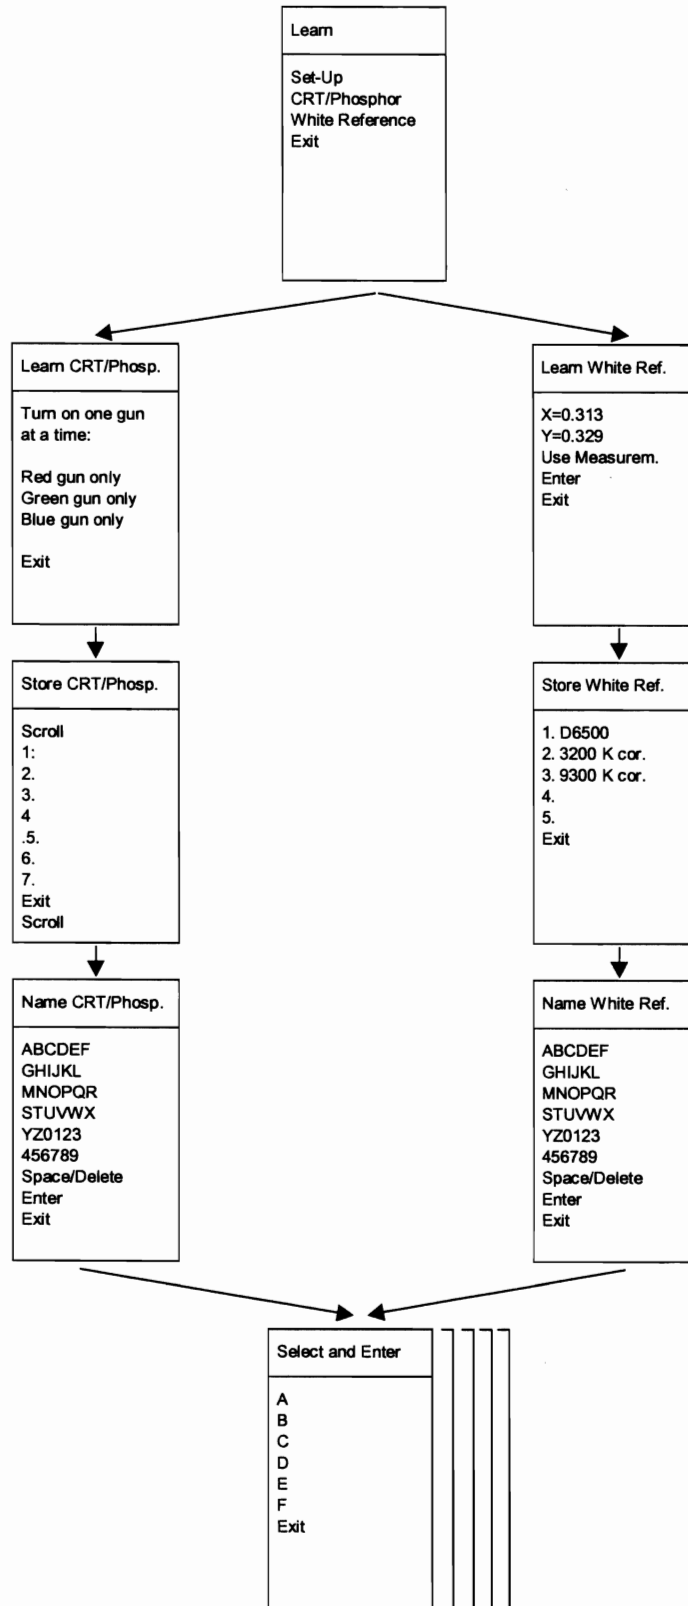 Learn
Set-Up
CRT/Phosphor
White Reference
Exit
Learn CRT/Phosp.
Turn on one gun
at a time:
Red gun only
Green gun only
Blue gun only
Exit
Learn White Ref.
X=0.313
Y=0.329
Use Measurem.
Enter
Exit
Store CRT/Phosp.
Scroll
1:
2.
3.
4
.5.
6.
7.
Exit
Scroll
Store White Ref.
1. D6500
2. 3200 K cor.
3. 9300 K cor.
4.
5.
Exit
Name CRT/Phosp.
ABCDEF
GHIJKL
MNOPQR
STUVWX
YZ0123
456789
Space/Delete
Enter
Exit
Name White Ref.
ABCDEF
GHIJKL
MNOPQR
STUVWX
YZ0123
456789
Space/Delete
Enter
Exit
Select and Enter
A
B
C
D
E
F
Exit